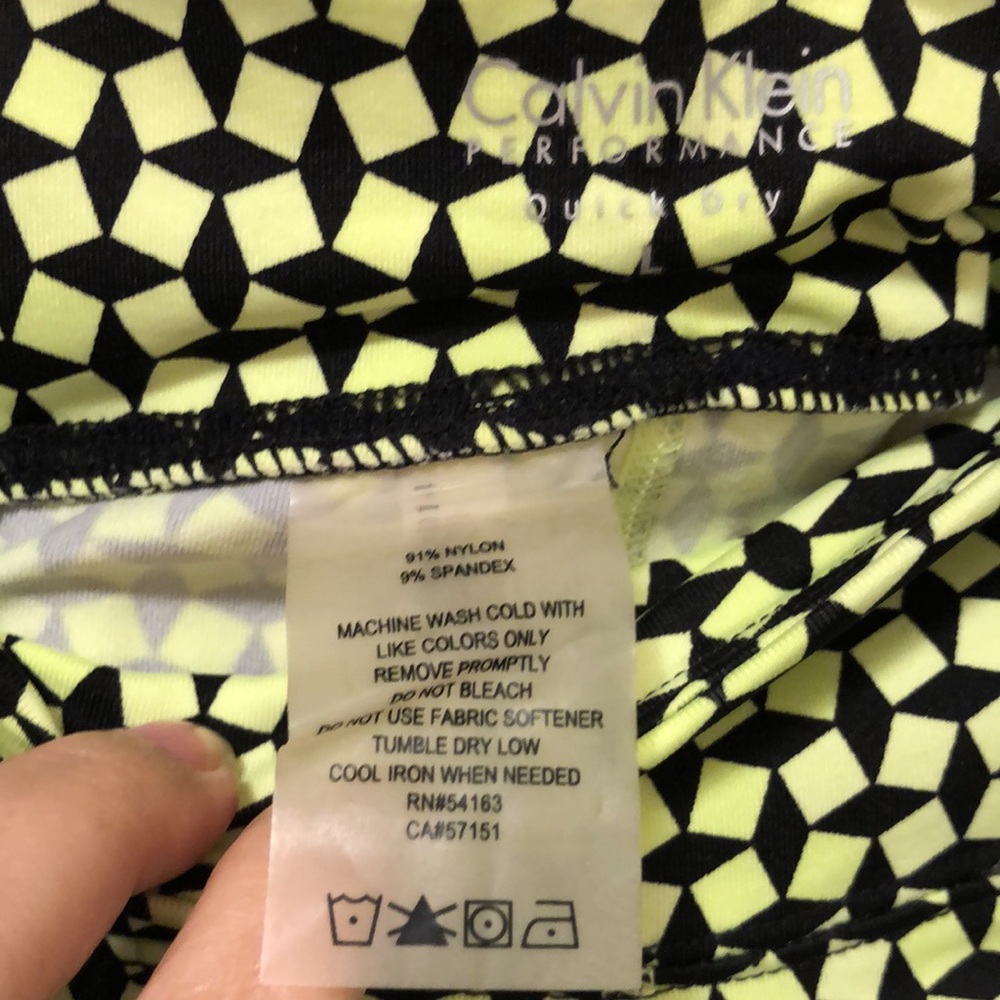 Calvin Klein
PERFORMANCE
Quick Dry
L
91% NYLON
9% SPANDEX
MACHINE WASH COLD WITH
LIKE COLORS ONLY
REMOVE PROMPTLY
DO NOT BLEACH
DO NOT USE FABRIC SOFTENER
TUMBLE DRY LOW
COOL IRON WHEN NEEDED
RN#54163
CA#57151